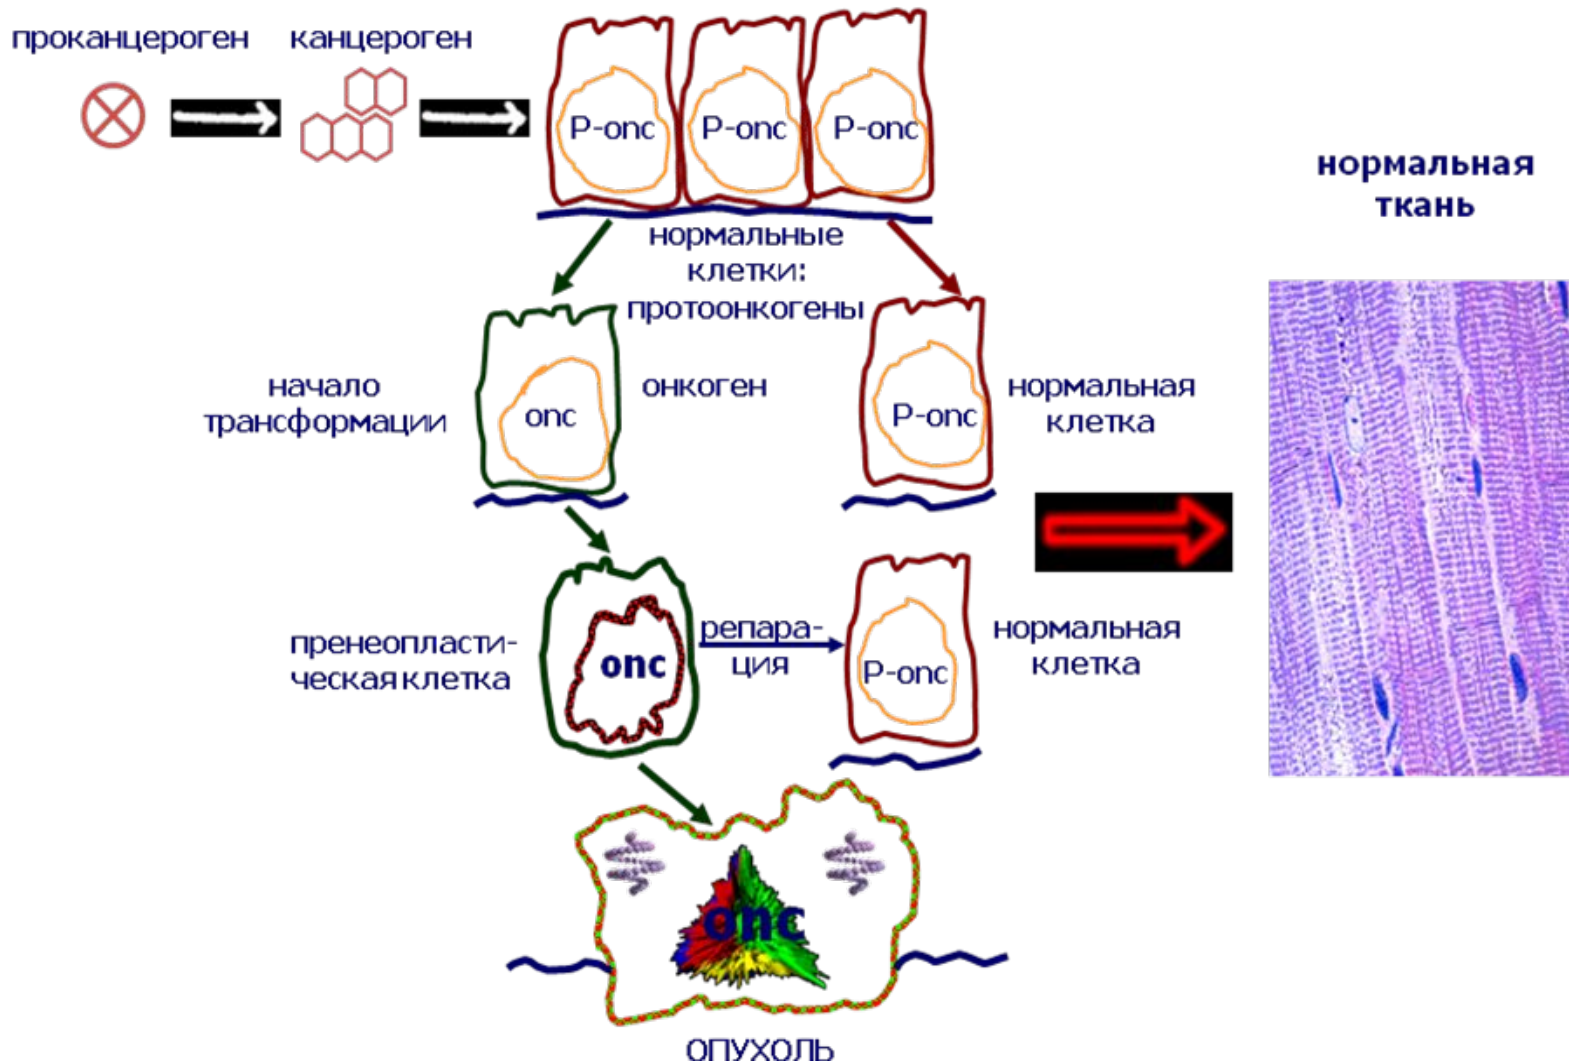 проканцероген
канцероген
P-onc
P-onc
P-onc
нормальная
ткань
нормальные
клетки:
протоонкогены
начало
трансформации
onc
онкоген
P-onc
нормальная
клетка
пренеопласти-
ческая клетка
onc
репара-
ция
P-onc
нормальная
клетка
onc
ОПУХОЛЬ